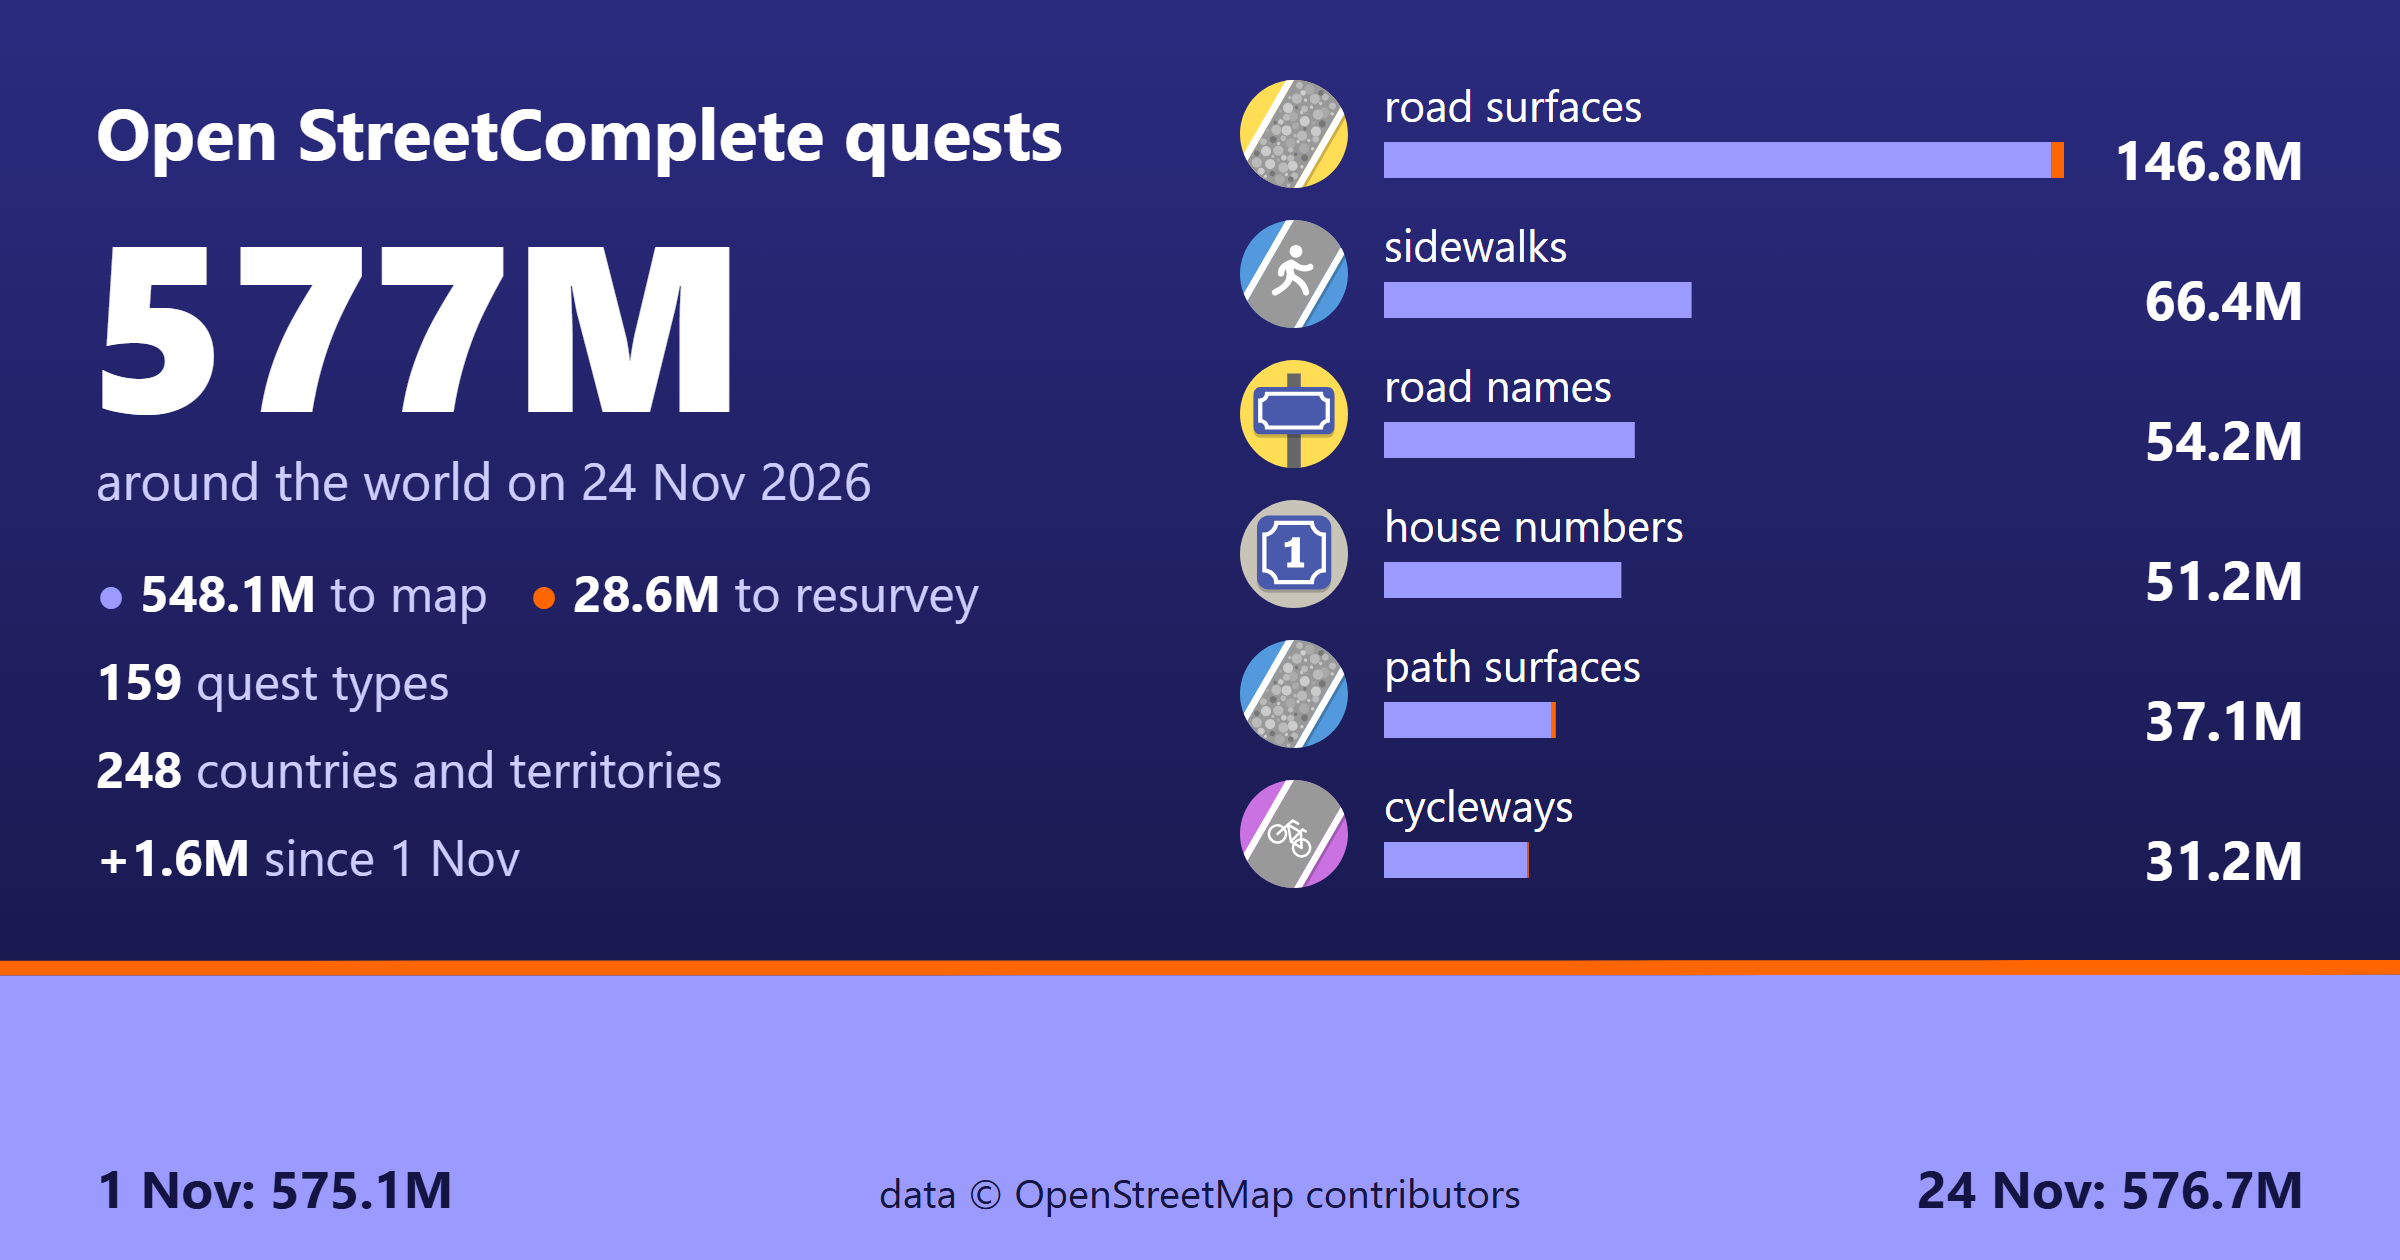 Open StreetComplete quests
577M
around the world on 24 Nov 2026
548.1M to map 28.6M to resurvey
159 quest types
248 countries and territories
+1.6M since 1 Nov
road surfaces
146.8M
sidewalks
66.4M
road names
54.2M
house numbers
1
51.2M
path surfaces
37.1M
cycleways
31.2M
1 Nov: 575.1M
data © OpenStreetMap contributors
24 Nov: 576.7M